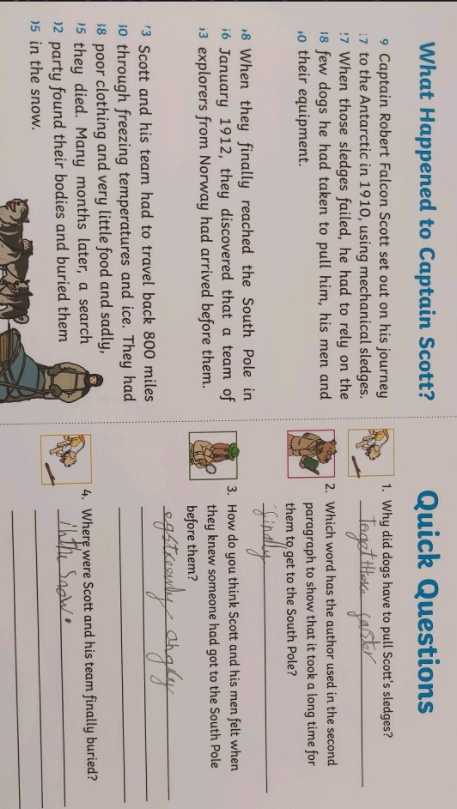 What Happened to Captain Scott?
9 Captain Robert Falcon Scott set out on his journey
17 to the Antarctic in 1910, using mechanical sledges.
17 When those sledges failed, he had to rely on the
18 few dogs he had taken to pull him, his men and
their equipment.
When they finally reached the South Pole in
January 1912, they discovered that a team of
explorers from Norway had arrived before them.
Scott and his team had to travel back 800 miles
through freezing temperatures and ice. They had
poor clothing and very little food and sadly,
they died. Many months later, a search
party found their bodies and buried them
in the snow.
Quick Questions
1. Why did dogs have to pull Scott's sledges?
to get there faster
2. Which word has the author used in the second
paragraph to show that it took a long time for
them to get to the South Pole?
finally
3. How do you think Scott and his men felt when
they knew someone had got to the South Pole
before them?
4. Where were Scott and his team finally buried?
in the snow.